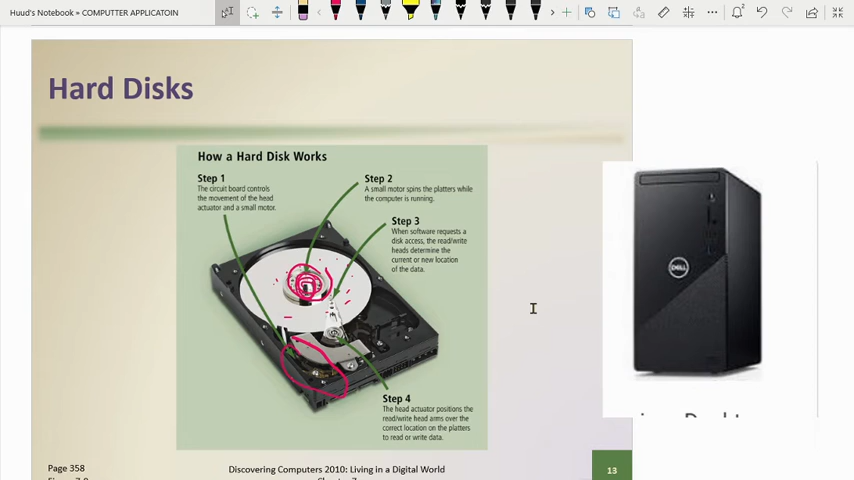 Huud's Notebook » COMPUTTER APPLICATOIN
Hard Disks
How a Hard Disk Works
Step 1
The circuit board controls
the movement of the head
actuator and a small motor.
Step 2
A small motor spins the platters while
the computer is running.
Step 3
When software requests a
disk access, the read/write
heads determine the
current or new location
of the data.
DELL
Step 4
The head actuator positions the
read/write head arms over the
correct location on the platters
to read or write data.
Page 358
Discovering Computers 2010: Living in a Digital World
13